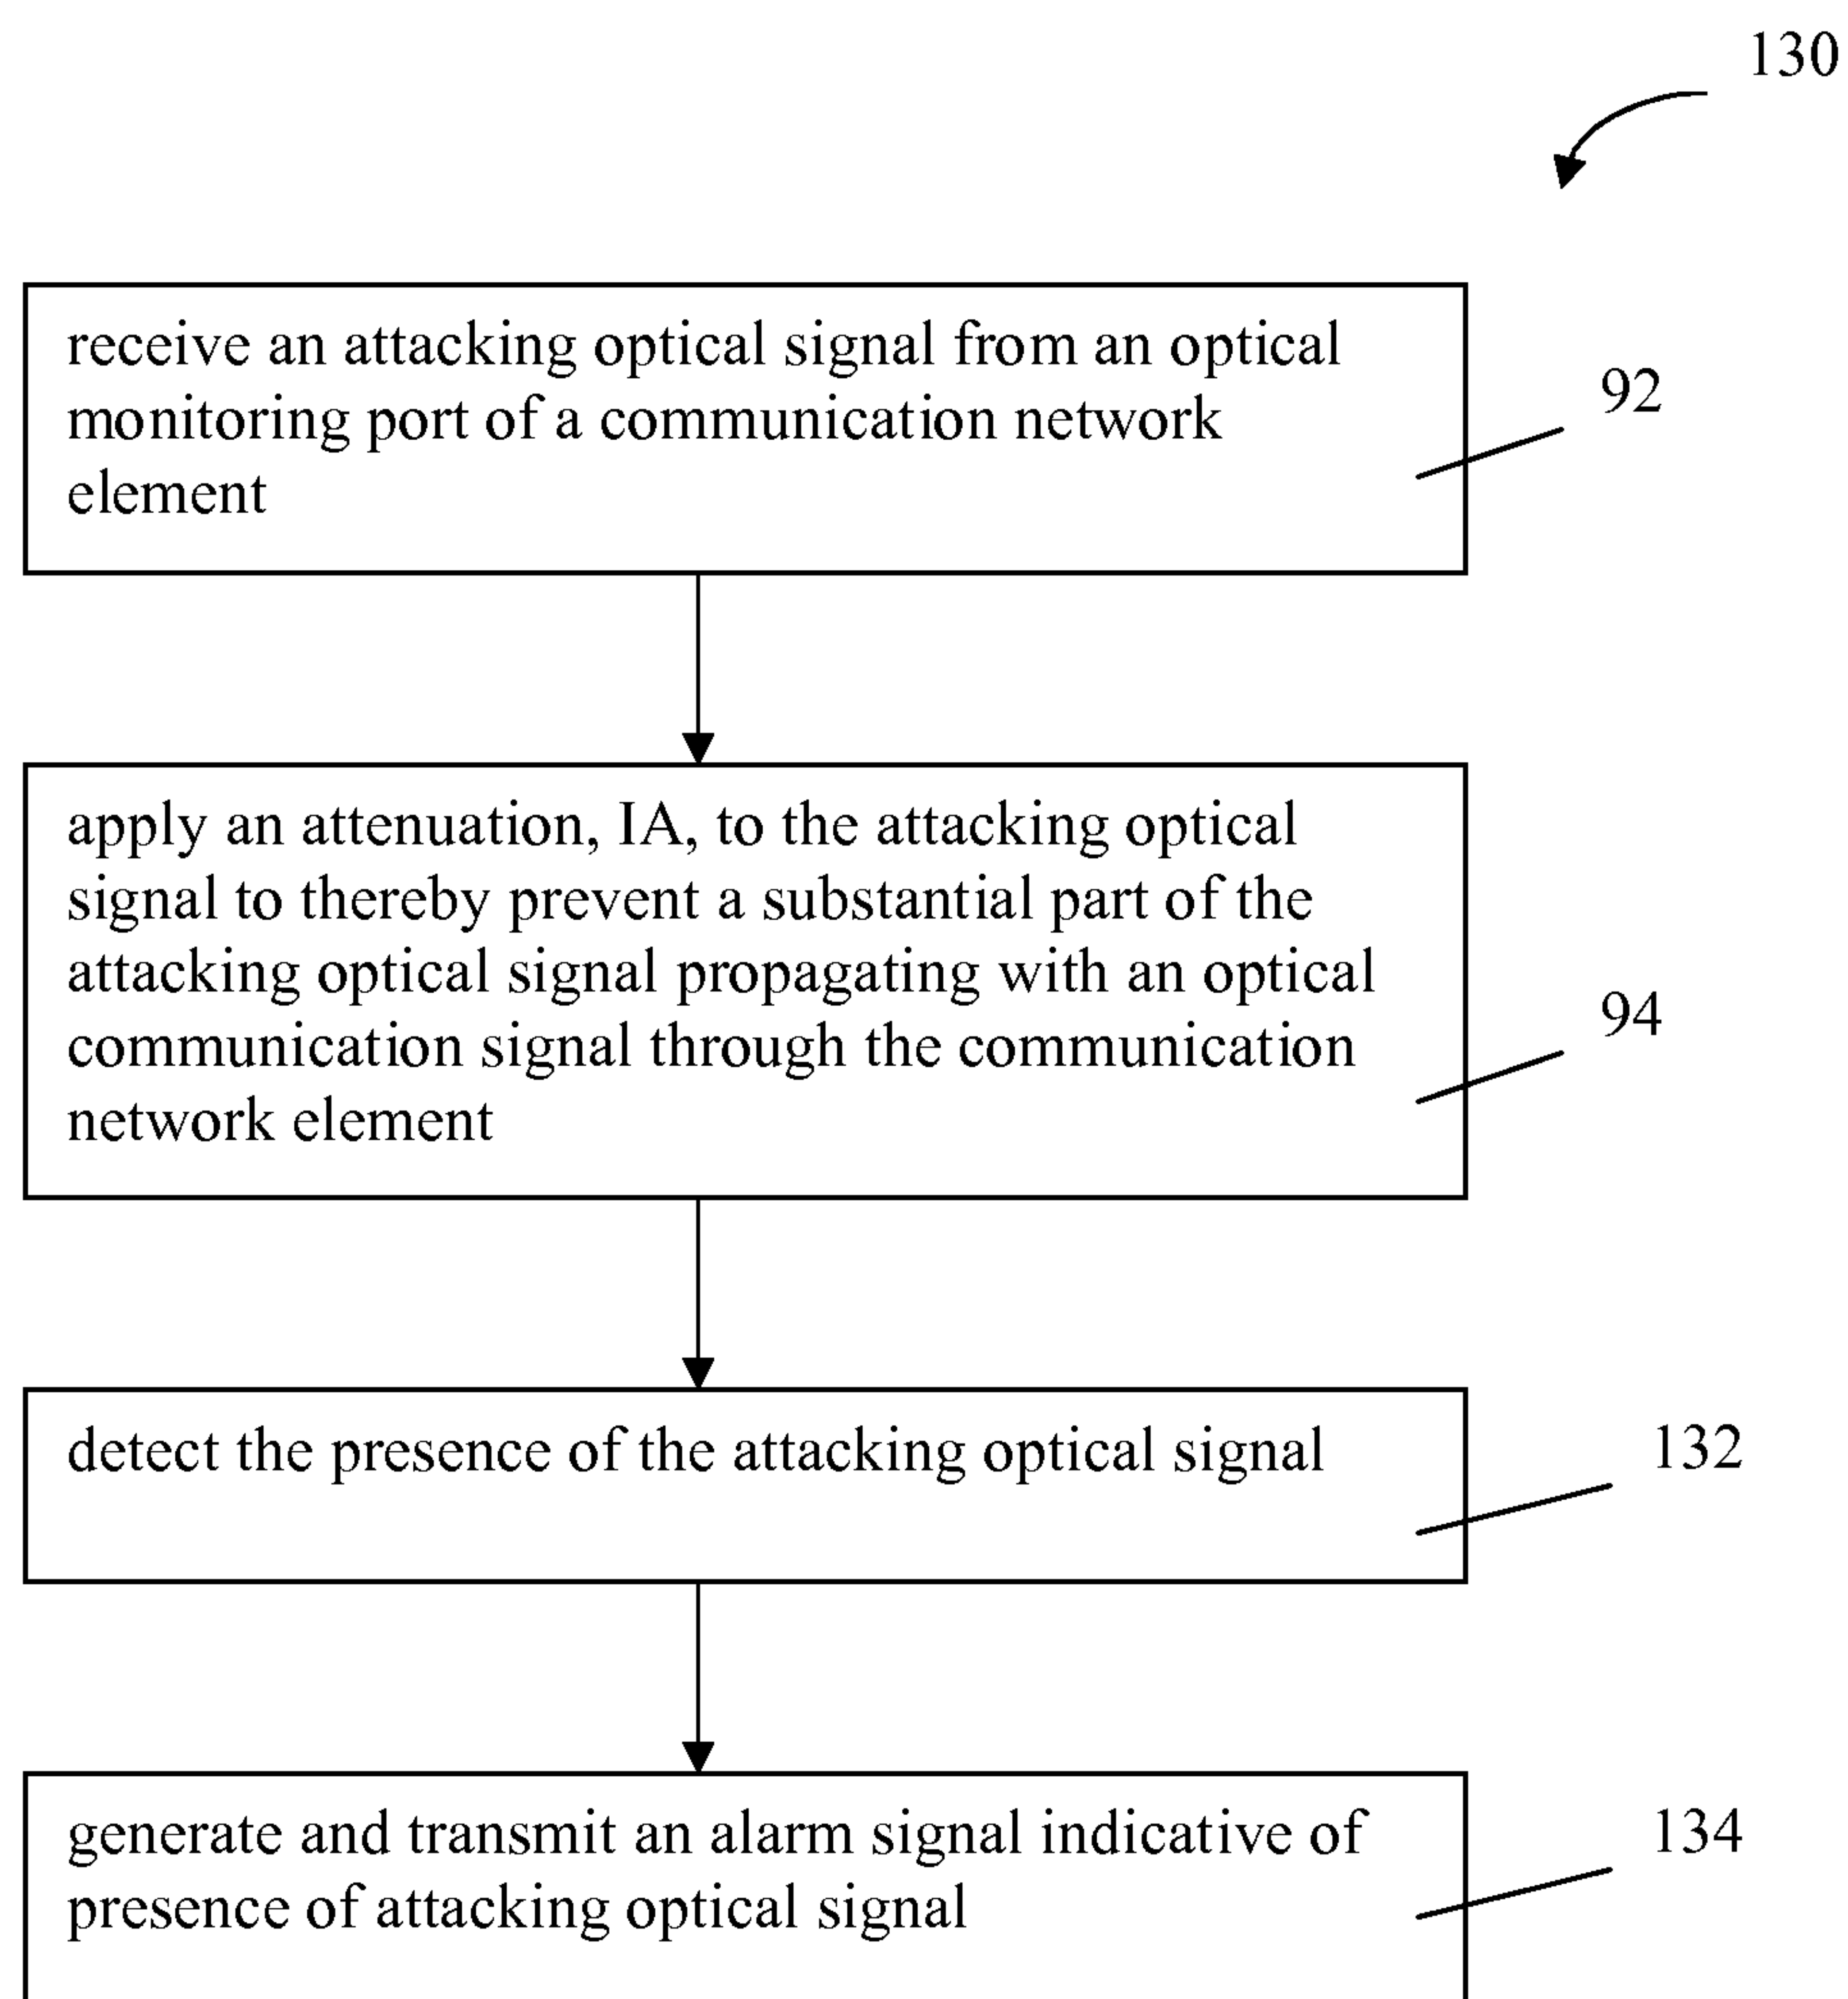 130
receive an attacking optical signal from an optical
monitoring port of a communication network
element
92
apply an attenuation, IA, to the attacking optical
signal to thereby prevent a substantial part of the
attacking optical signal propagating with an optical
communication signal through the communication
network element
94
detect the presence of the attacking optical signal
132
generate and transmit an alarm signal indicative of
presence of attacking optical signal
134